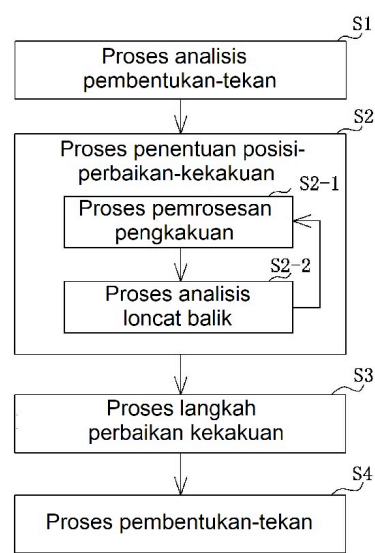 S1
Proses analisis
pembentukan-tekan
S2
Proses penentuan posisi-
perbaikan-kekakuan
S2-1
Proses pemrosesan
pengkakuan
S2-2
Proses analisis
loncat balik
S3
Proses langkah
perbaikan kekakuan
S4
Proses pembentukan-tekan